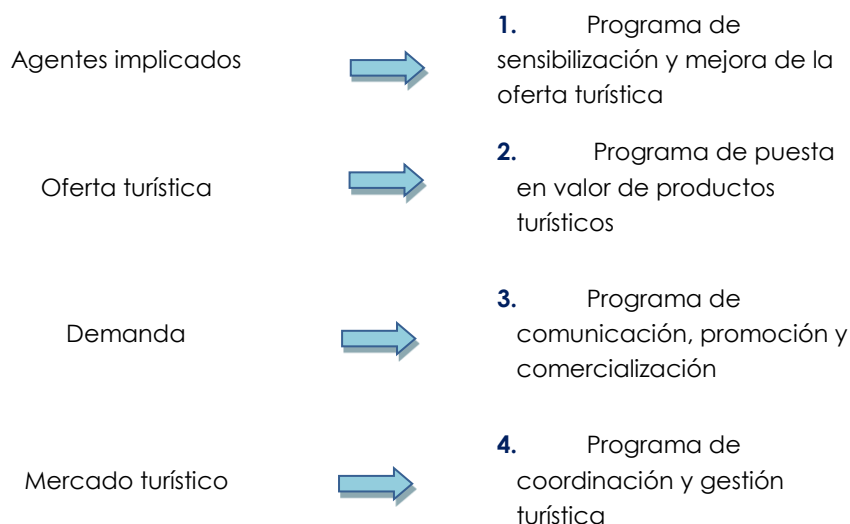 Agentes implicados
1. Programa de
sensibilización y mejora de la
oferta turística
Oferta turística
2. Programa de puesta
en valor de productos
turísticos
Demanda
3. Programa de
comunicación, promoción y
comercialización
Mercado turístico
4. Programa de
coordinación y gestión
turística